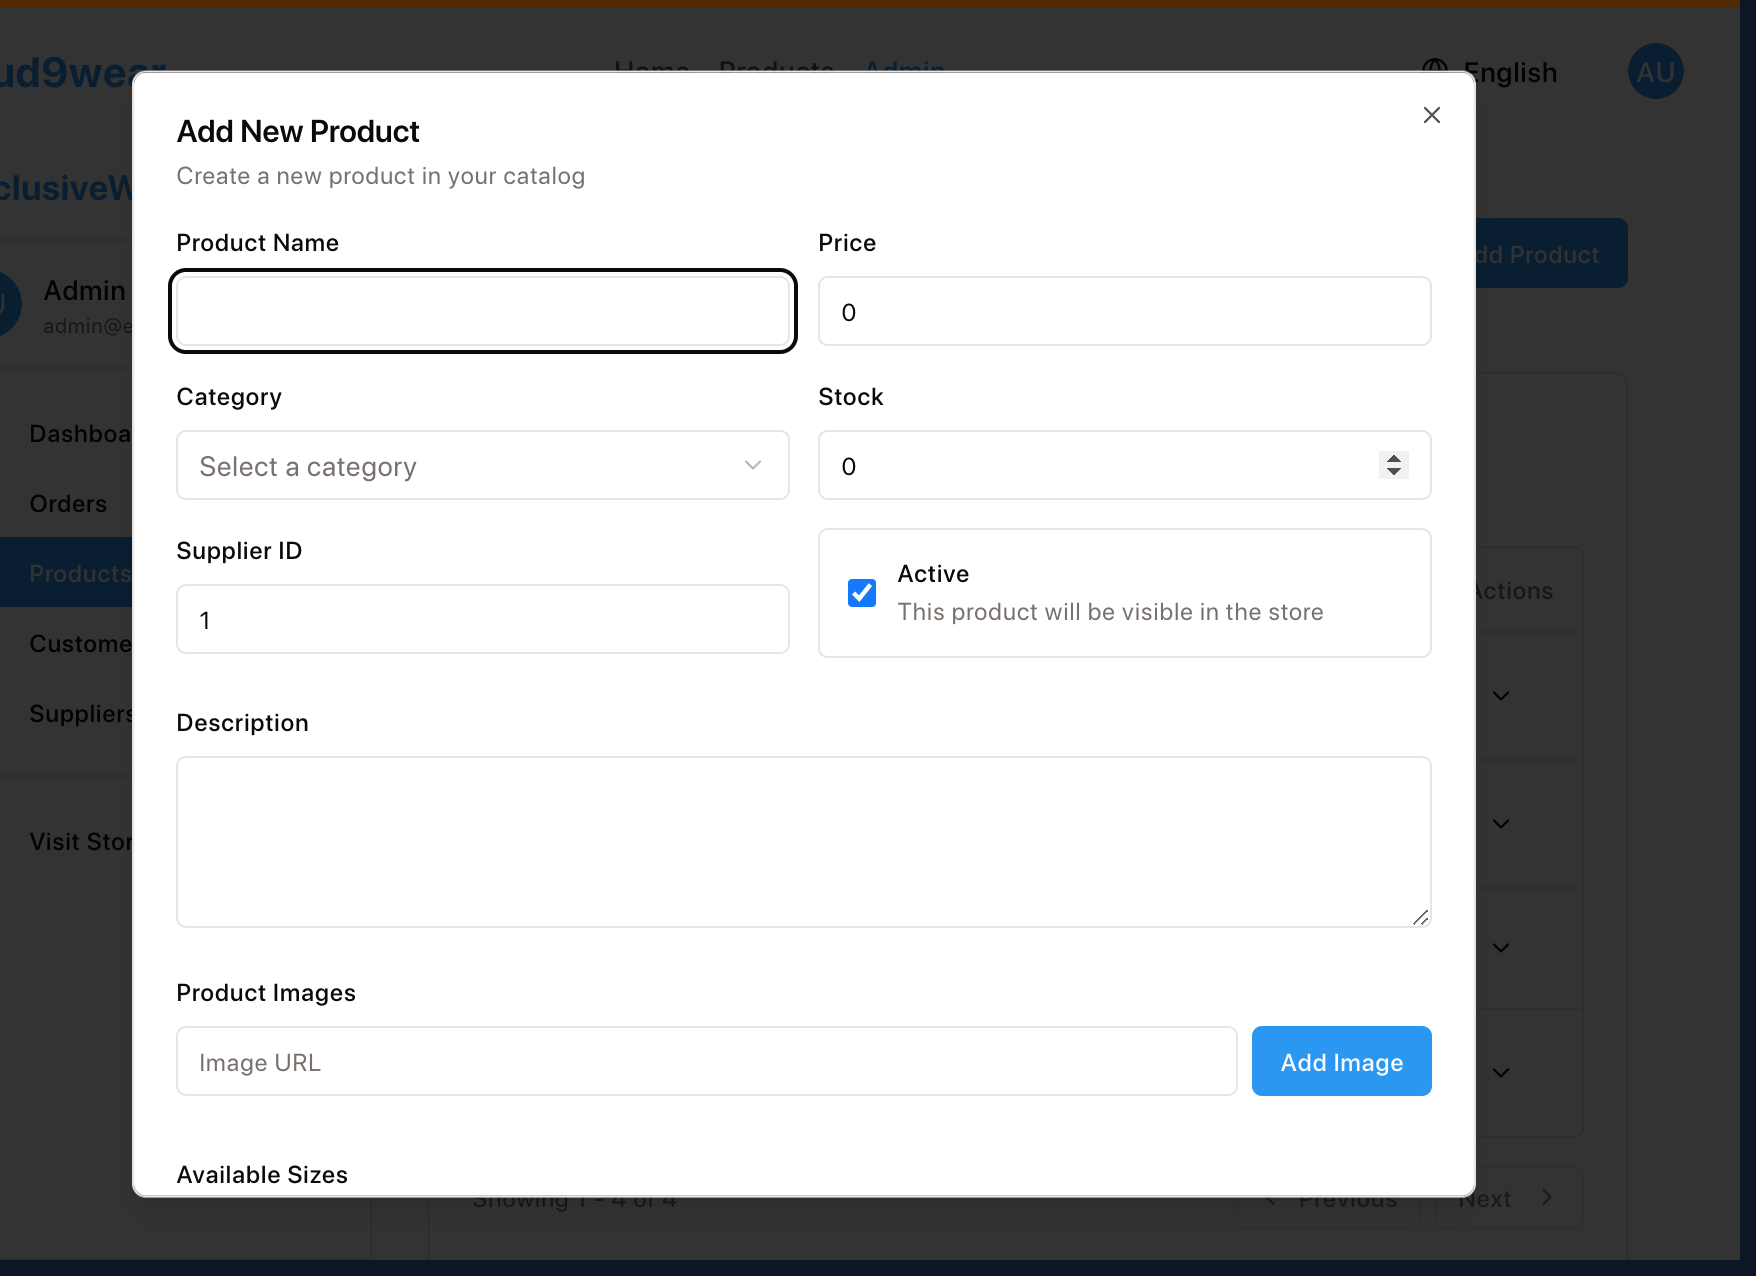 ud9wear
Home Products Admin
English
AU
clusiveW
Add New Product
Create a new product in your catalog
dd Product
Product Name
Price
0
Admin
admin@e
Category
Stock
Select a category
0
Dashboa
Orders
Products
Custome
Suppliers
Visit Stor
Supplier ID
1
Active
This product will be visible in the store
Actions
Description
Product Images
Image URL
Add Image
Available Sizes
Showing 1 - 4 of 4
Previous
Next